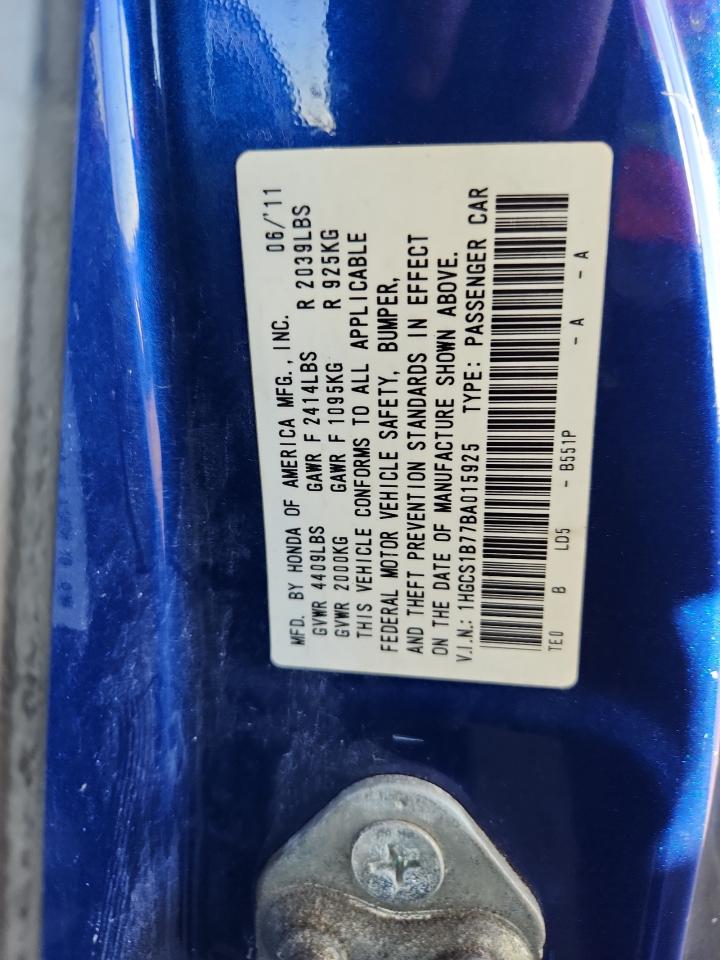 MFD. BY HONDA OF AMERICA MFG., INC. 06/'11
GVWR 4409LBS GAWR F 2414LBS R 2039LBS
GVWR 2000KG GAWR F 1095KG R 925KG
THIS VEHICLE CONFORMS TO ALL APPLICABLE
FEDERAL MOTOR VEHICLE SAFETY, BUMPER,
AND THEFT PREVENTION STANDARDS IN EFFECT
ON THE DATE OF MANUFACTURE SHOWN ABOVE.
V.I.N.: 1HGCS1B77BA015925 TYPE: PASSENGER CAR
TE0 B LD5 - B551P - A - A